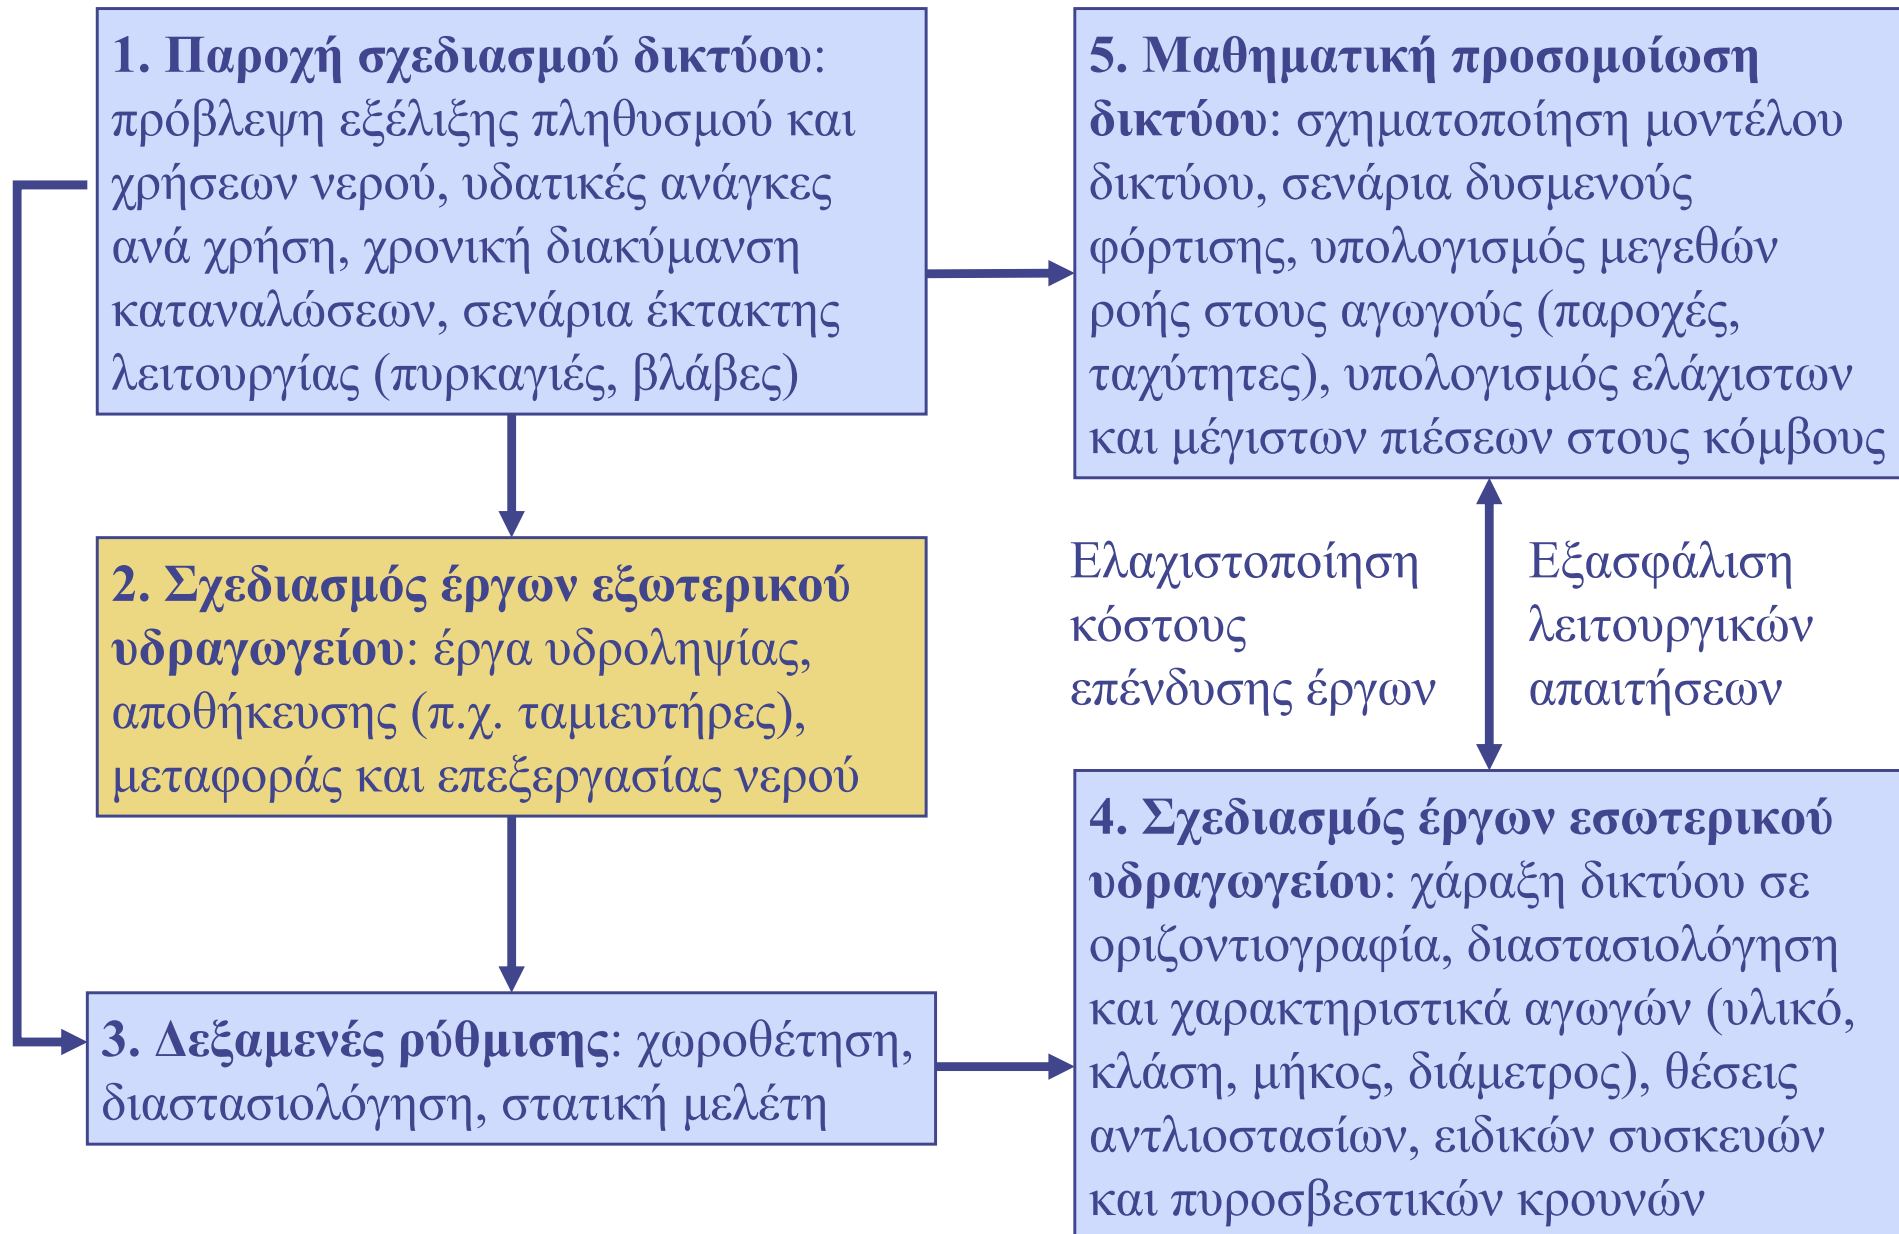 1. Παροχή σχεδιασμού δικτύου:
πρόβλεψη εξέλιξης πληθυσμού και
χρήσεων νερού, υδατικές ανάγκες
ανά χρήση, χρονική διακύμανση
καταναλώσεων, σενάρια έκτακτης
λειτουργίας (πυρκαγιές, βλάβες)
2. Σχεδιασμός έργων εξωτερικού
υδραγωγείου: έργα υδροληψίας,
αποθήκευσης (π.χ. ταμιευτήρες),
μεταφοράς και επεξεργασίας νερού
3. Δεξαμενές ρύθμισης: χωροθέτηση,
διαστασιολόγηση, στατική μελέτη
5. Μαθηματική προσομοίωση
δικτύου: σχηματοποίηση μοντέλου
δικτύου, σενάρια δυσμενούς
φόρτισης, υπολογισμός μεγεθών
ροής στους αγωγούς (παροχές,
ταχύτητες), υπολογισμός ελάχιστων
και μέγιστων πιέσεων στους κόμβους
Ελαχιστοποίηση
κόστους
επένδυσης έργων
Εξασφάλιση
λειτουργικών
απαιτήσεων
4. Σχεδιασμός έργων εσωτερικού
υδραγωγείου: χάραξη δικτύου σε
οριζοντιογραφία, διαστασιολόγηση
και χαρακτηριστικά αγωγών (υλικό,
κλάση, μήκος, διάμετρος), θέσεις
αντλιοστασίων, ειδικών συσκευών
και πυροσβεστικών κρουνών